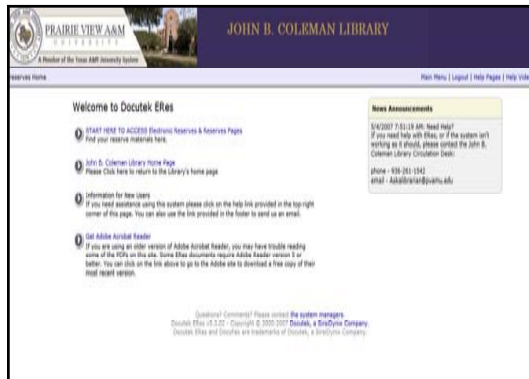 PRAIRIE VIEW A&M
UNIVERSITY
A Member of the Texas A&M University System
JOHN B. COLEMAN LIBRARY
reserves Home
Main Menu | Logout | Help Pages | Help Vide
Welcome to Docutek ERes
START HERE TO ACCESS Electronic Reserves & Reserves Pages
Find your reserve materials here.
John B. Coleman Library Home Page
Please Click here to return to the Library's home page
Information for New Users
If you need assistance using this system please click on the help link provided in the top-right
corner of this page. You can also use the link provided in the footer to send us an email.
Get Adobe Acrobat Reader
If you are using an older version of Adobe Acrobat Reader, you may have trouble reading
some of the PDFs on this site. Some ERes documents require Adobe Reader version 5 or
better. You can click on the link above to go to the Adobe site to download a free copy of their
most recent version.
News Announcements
5/4/2007 7:51:19 AM: Need Help?
If you need help with ERes, or if the system isn't
working as it should, please contact the John B.
Coleman Library Circulation Desk:
phone - 936-261-1542
email - Askalibrarian@pvamu.edu
Questions? Comments? Please contact the system managers.
Docutek ERes v5.3.02 - Copyright © 2000-2007 Docutek, a SirsiDynix Company.
Docutek ERes and DocuFax are trademarks of Docutek, a SirsiDynix Company.